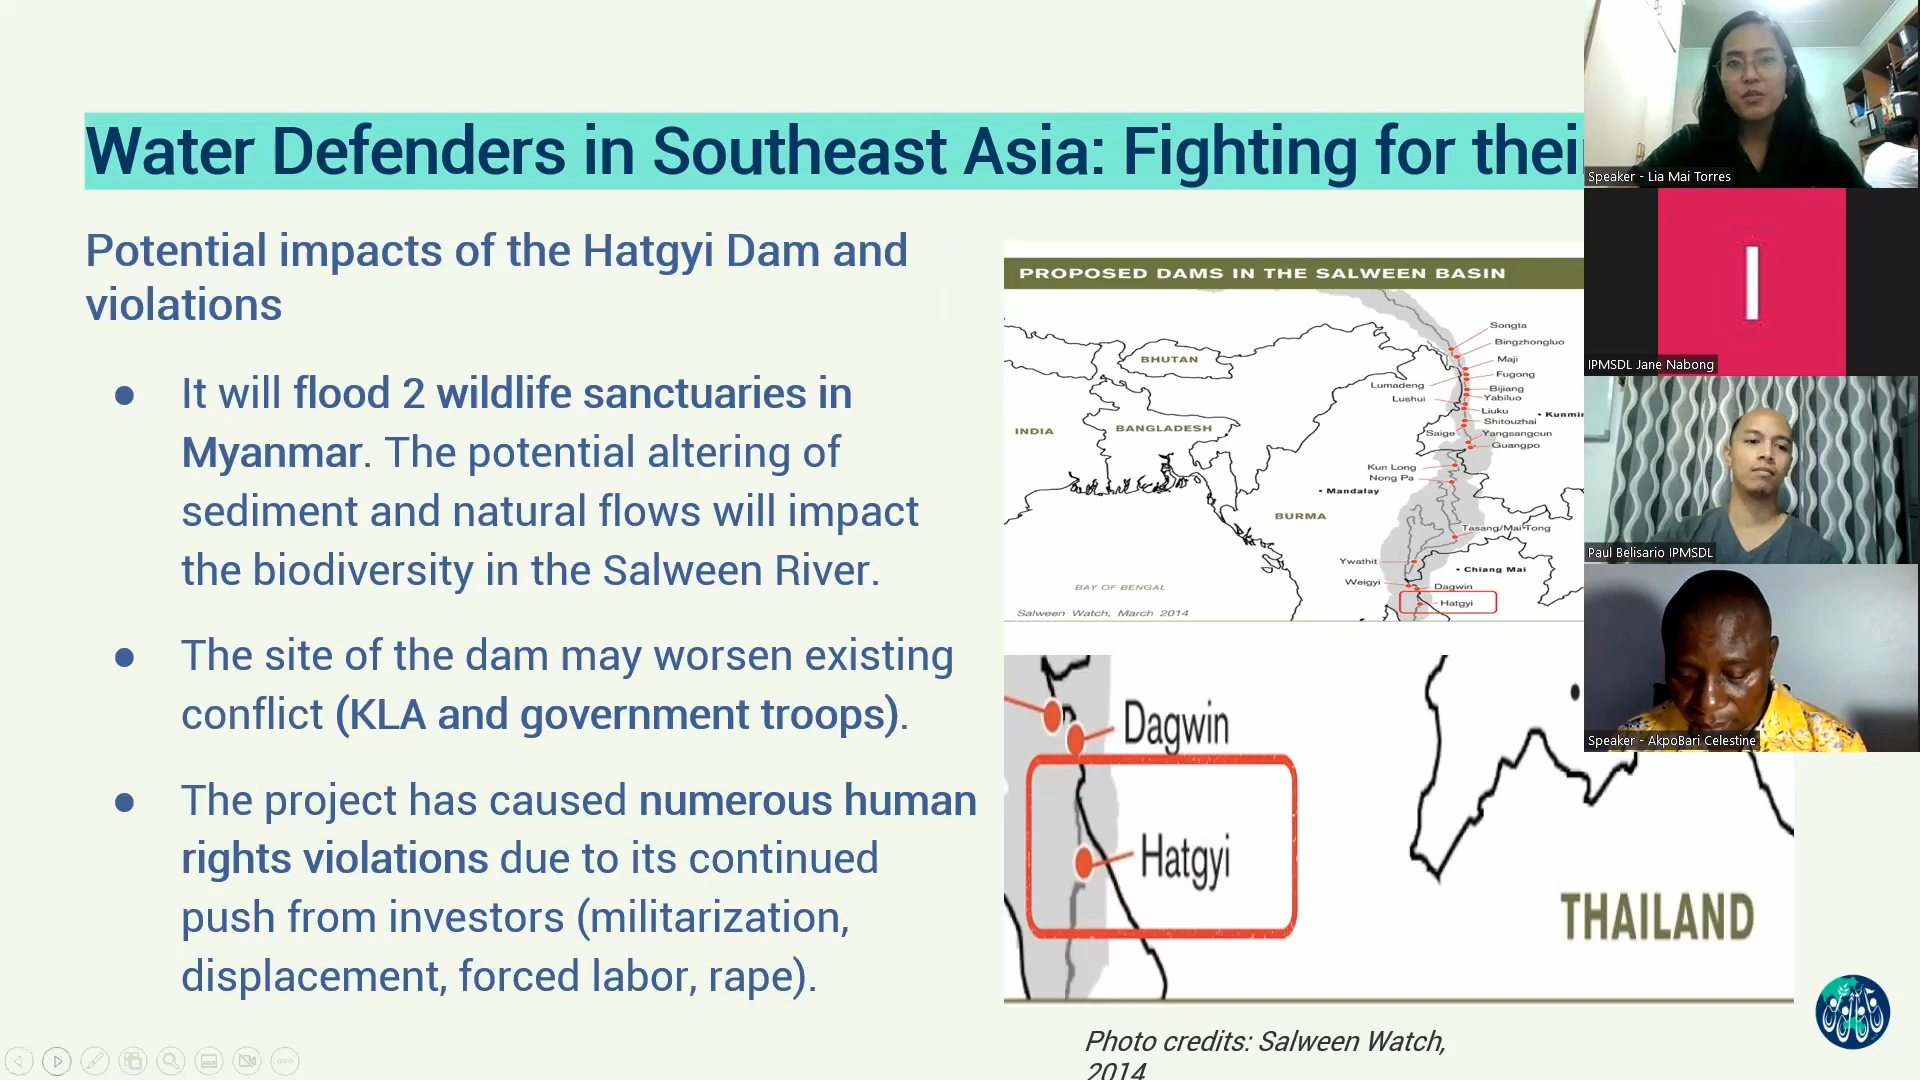 Water Defenders in Southeast Asia: Fighting for thei
Potential impacts of the Hatgyi Dam and
violations
● It will flood 2 wildlife sanctuaries in
Myanmar. The potential altering of
sediment and natural flows will impact
the biodiversity in the Salween River.
● The site of the dam may worsen existing
conflict (KLA and government troops).
● The project has caused numerous human
rights violations due to its continued
push from investors (militarization,
displacement, forced labor, rape).
PROPOSED DAMS IN THE SALWEEN BASIN
Songta
Bingzhongluo
Maji
Fugong
Lumadeng
Bijiang
Yabiluo
Lushui
Liuku
Shitouzhai
Saige
Yangsangcun
Guangpo
Kun Long
Nong Pa
Tasang/Mai Tong
Ywathit
Weigyi
Dagwin
Hatgyi
BHUTAN
INDIA
BANGLADESH
BURMA
• Mandalay
• Kunmin
• Chiang Mai
BAY OF BENGAL
Salween Watch, March 2014
Dagwin
Hatgyi
THAILAND
Photo credits: Salween Watch,
2014
Speaker - Lia Mai Torres
I
IPMSDL Jane Nabong
Paul Belisario IPMSDL
Speaker - AkpoBari Celestine